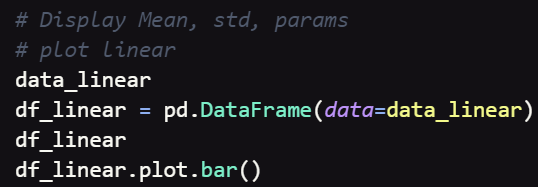 # Display Mean, std, params
# plot linear
data_linear
df_linear = pd.DataFrame(data=data_linear)
df_linear
df_linear.plot.bar()